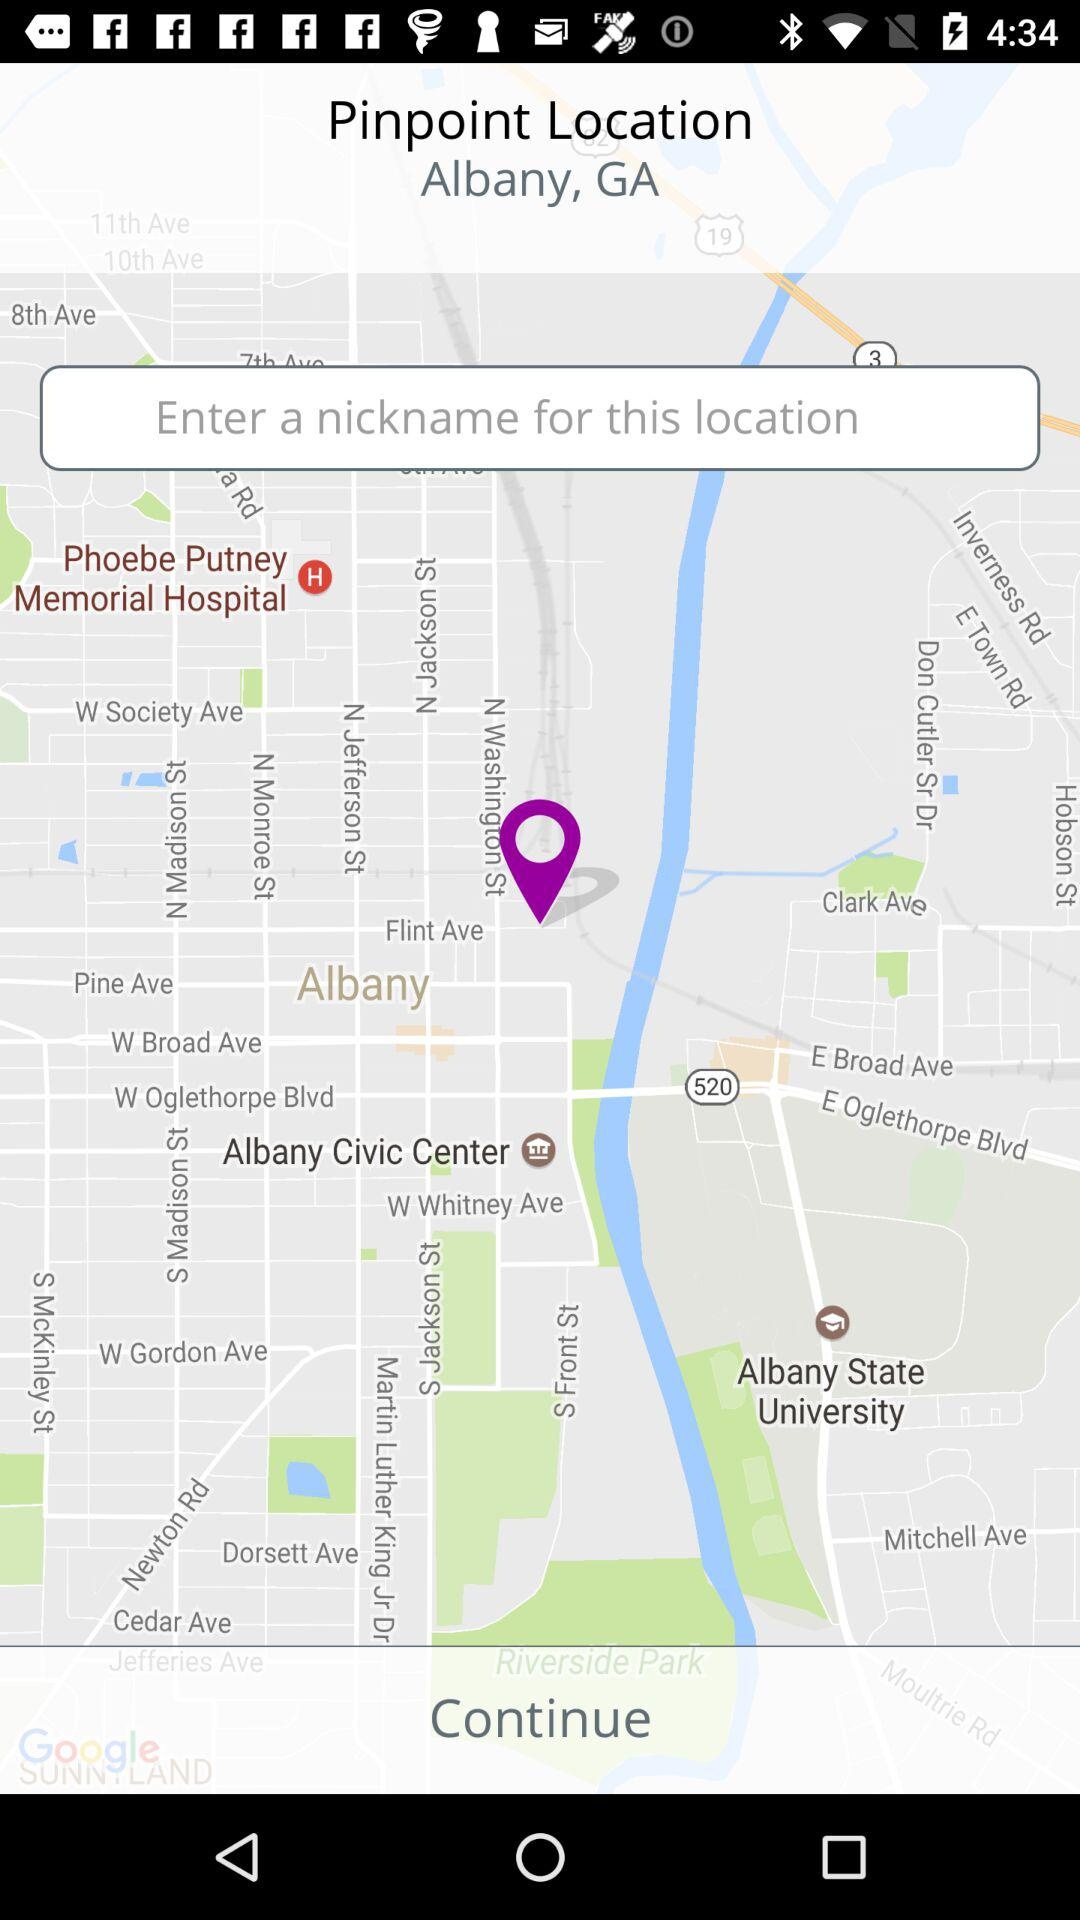 FAKE
4:34
Pinpoint Location
82
Albany, GA
11th Ave
19
10th Ave
8th Ave
7th Ave
3
Enter a nickname for this location
Inverness Rd
Phoebe Putney
Memorial Hospital
H
N Jackson St
E Town Rd
Don Cutler Sr Dr
W Society Ave
N Washington St
N Jefferson St
N Monroe St
N Madison St
Hobson St
Clark Ave
Flint Ave
Pine Ave
Albany
W Broad Ave
E Broad Ave
520
W Oglethorpe Blvd
E Oglethorpe Blvd
Albany Civic Center
S Madison St
W Whitney Ave
S Jackson St
S McKinley St
S Front St
W Gordon Ave
Albany State
University
Martin Luther King Jr Dr
Newton Rd
Mitchell Ave
Dorsett Ave
Cedar Ave
Jefferies Ave
Riverside Park
Moultrie Rd
Continue
Google
SUNNYLAND